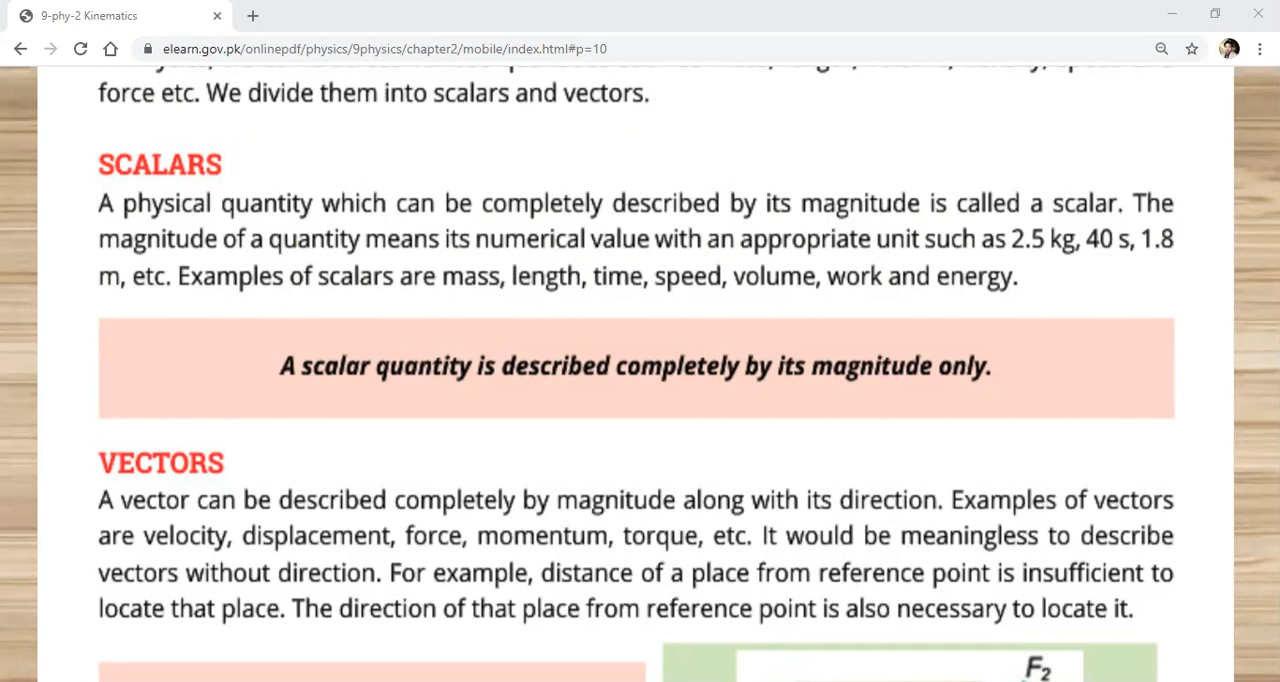 9-phy-2 Kinematics
elearn.gov.pk/onlinepdf/physics/9physics/chapter2/mobile/index.html#p=10
force etc. We divide them into scalars and vectors.
SCALARS
A physical quantity which can be completely described by its magnitude is called a scalar. The
magnitude of a quantity means its numerical value with an appropriate unit such as 2.5 kg, 40 s, 1.8
m, etc. Examples of scalars are mass, length, time, speed, volume, work and energy.
A scalar quantity is described completely by its magnitude only.
VECTORS
A vector can be described completely by magnitude along with its direction. Examples of vectors
are velocity, displacement, force, momentum, torque, etc. It would be meaningless to describe
vectors without direction. For example, distance of a place from reference point is insufficient to
locate that place. The direction of that place from reference point is also necessary to locate it.
F2